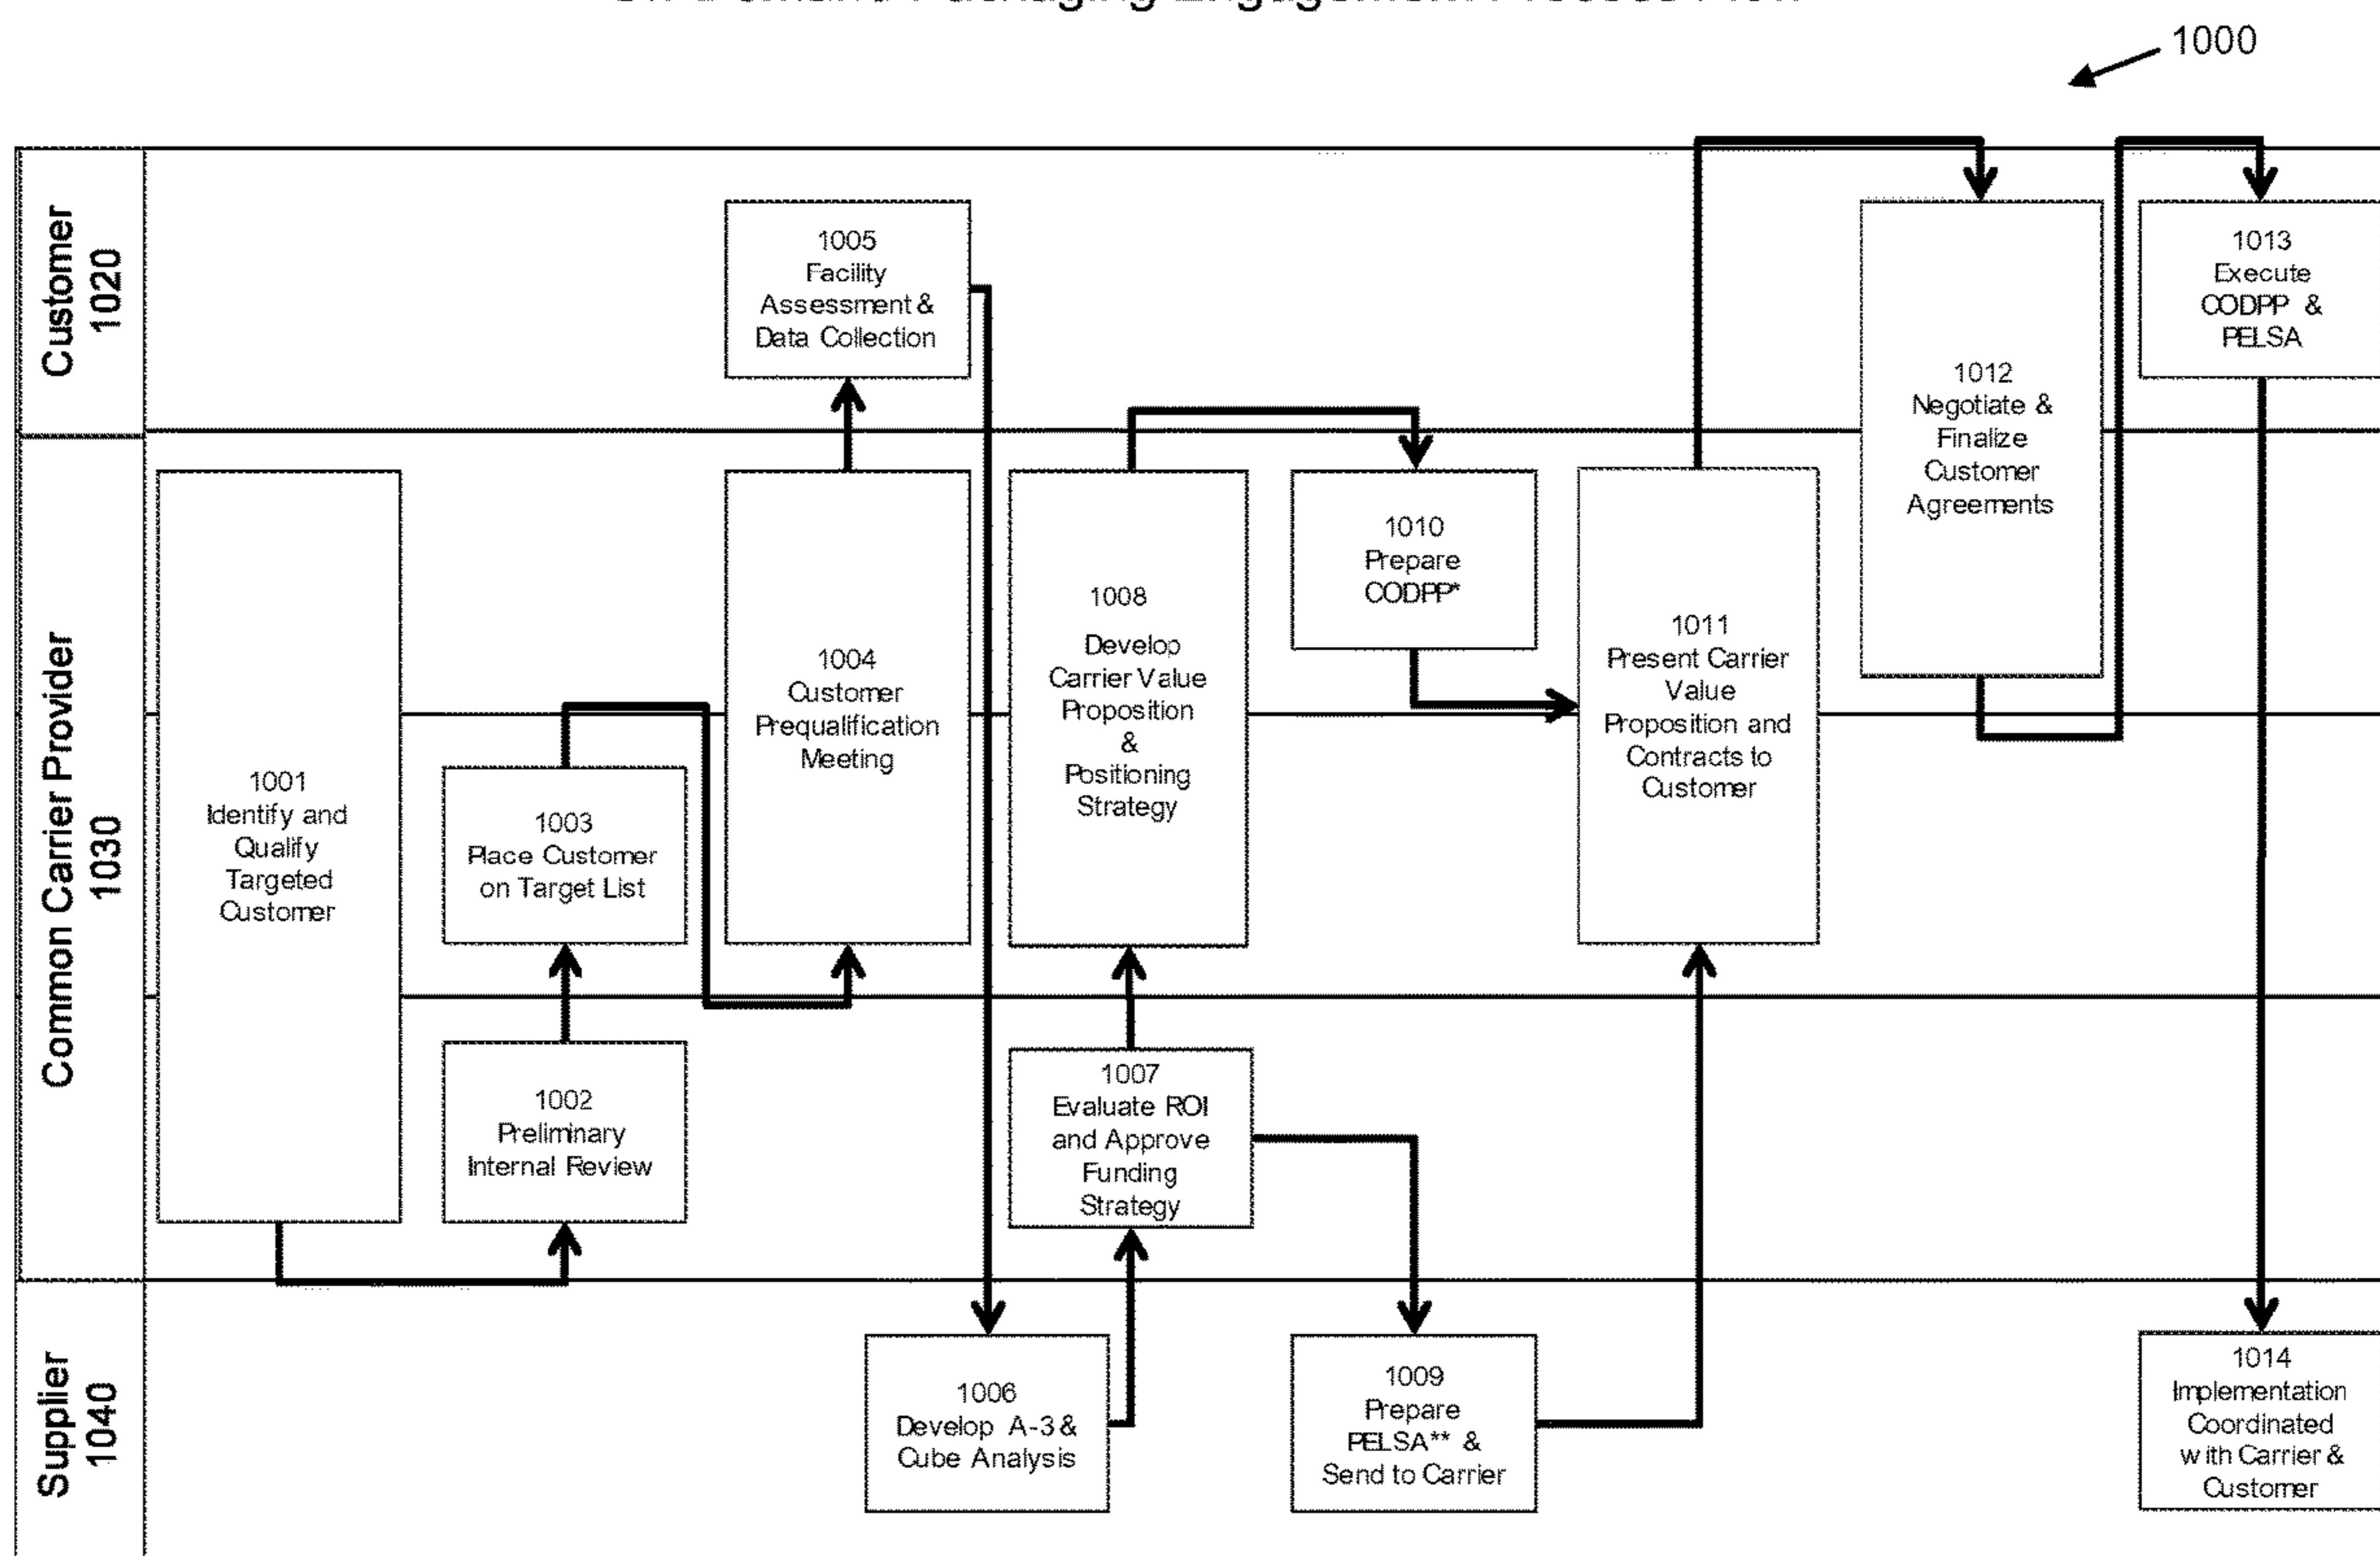 1000
Customer
1020
Common Carrier Provider
1030
Supplier
1040
1001
Identify and
Qualify
Targeted
Customer
1002
Preliminary
Internal Review
1003
Place Customer
on Target List
1004
Customer
Prequalification
Meeting
1005
Facility
Assessment &
Data Collection
1006
Develop A-3 &
Cube Analysis
1007
Evaluate ROI
and Approve
Funding
Strategy
1008
Develop
Carrier Value
Proposition
&
Positioning
Strategy
1009
Prepare
PELSA** &
Send to Carrier
1010
Prepare
CODPP*
1011
Present Carrier
Value
Proposition and
Contracts to
Customer
1012
Negotiate &
Finalize
Customer
Agreements
1013
Execute
CODPP &
PELSA
1014
Implementation
Coordinated
with Carrier &
Customer